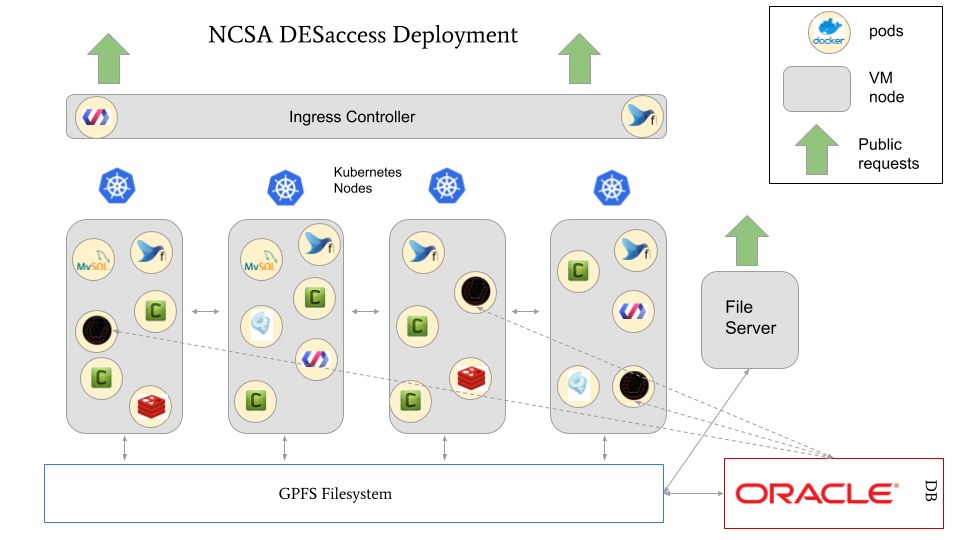 NCSA DESaccess Deployment
docker
pods
VM
node
Public
requests
Ingress Controller
f
Kubernetes
Nodes
MySQL
f
C
C
MySQL
f
C
C
f
C
C
C
f
File
Server
GPFS Filesystem
ORACLE®
DB